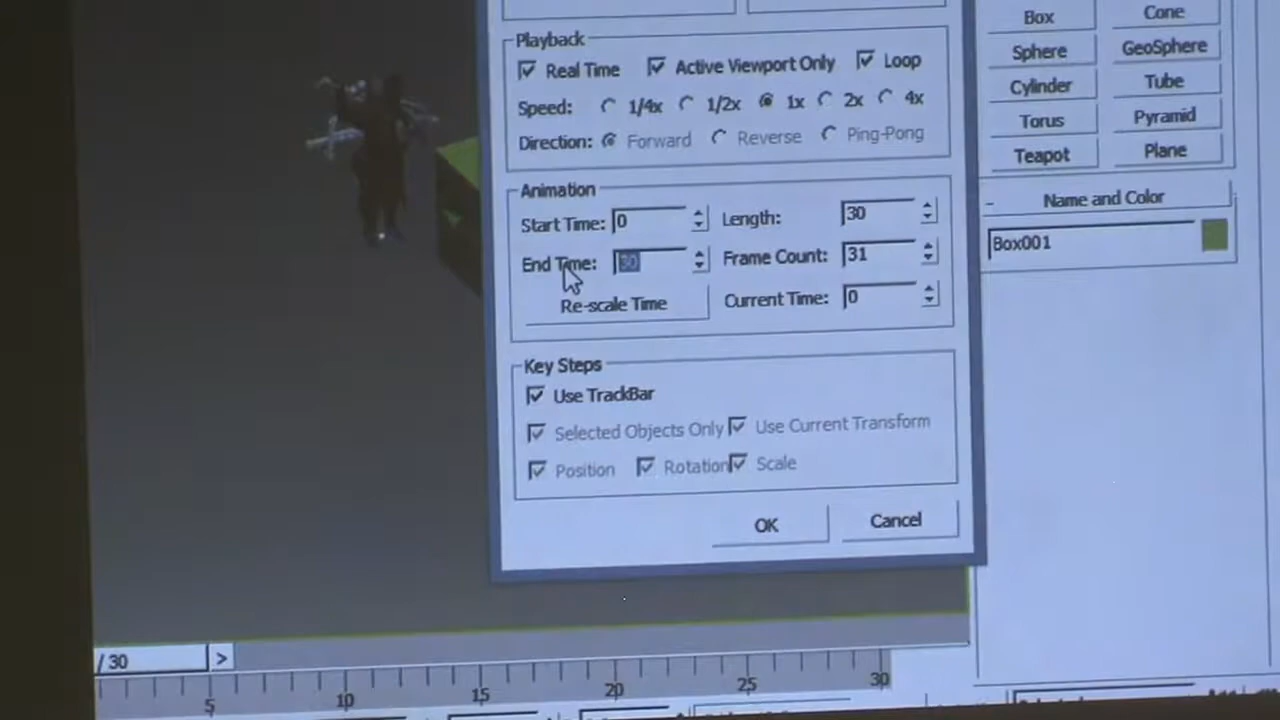 Playback
Real Time Active Viewport Only Loop
Speed: 1/4x 1/2x 1x 2x 4x
Direction: Forward Reverse Ping-Pong
Animation
Start Time: 0 Length: 30
End Time: 30 Frame Count: 31
Re-scale Time Current Time: 0
Key Steps
Use TrackBar
Selected Objects Only Use Current Transform
Position Rotation Scale
OK Cancel
Box Cone
Sphere GeoSphere
Cylinder Tube
Torus Pyramid
Teapot Plane
- Name and Color
Box001
/ 30 >
5 10 15 20 25 30